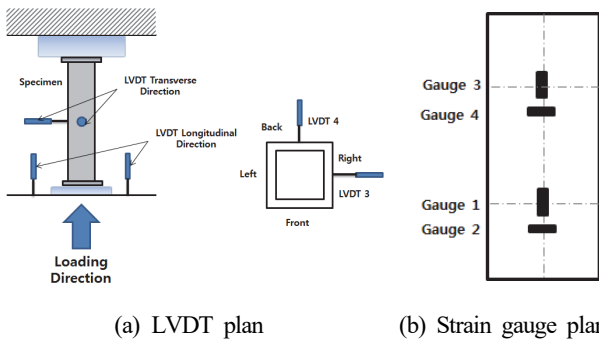 Specimen
LVDT Transverse
Direction
LVDT Longitudinal
Direction
Loading
Direction
Back
LVDT 4
Left
Right
LVDT 3
Front
(a) LVDT plan
Gauge 3
Gauge 4
Gauge 1
Gauge 2
(b) Strain gauge plan